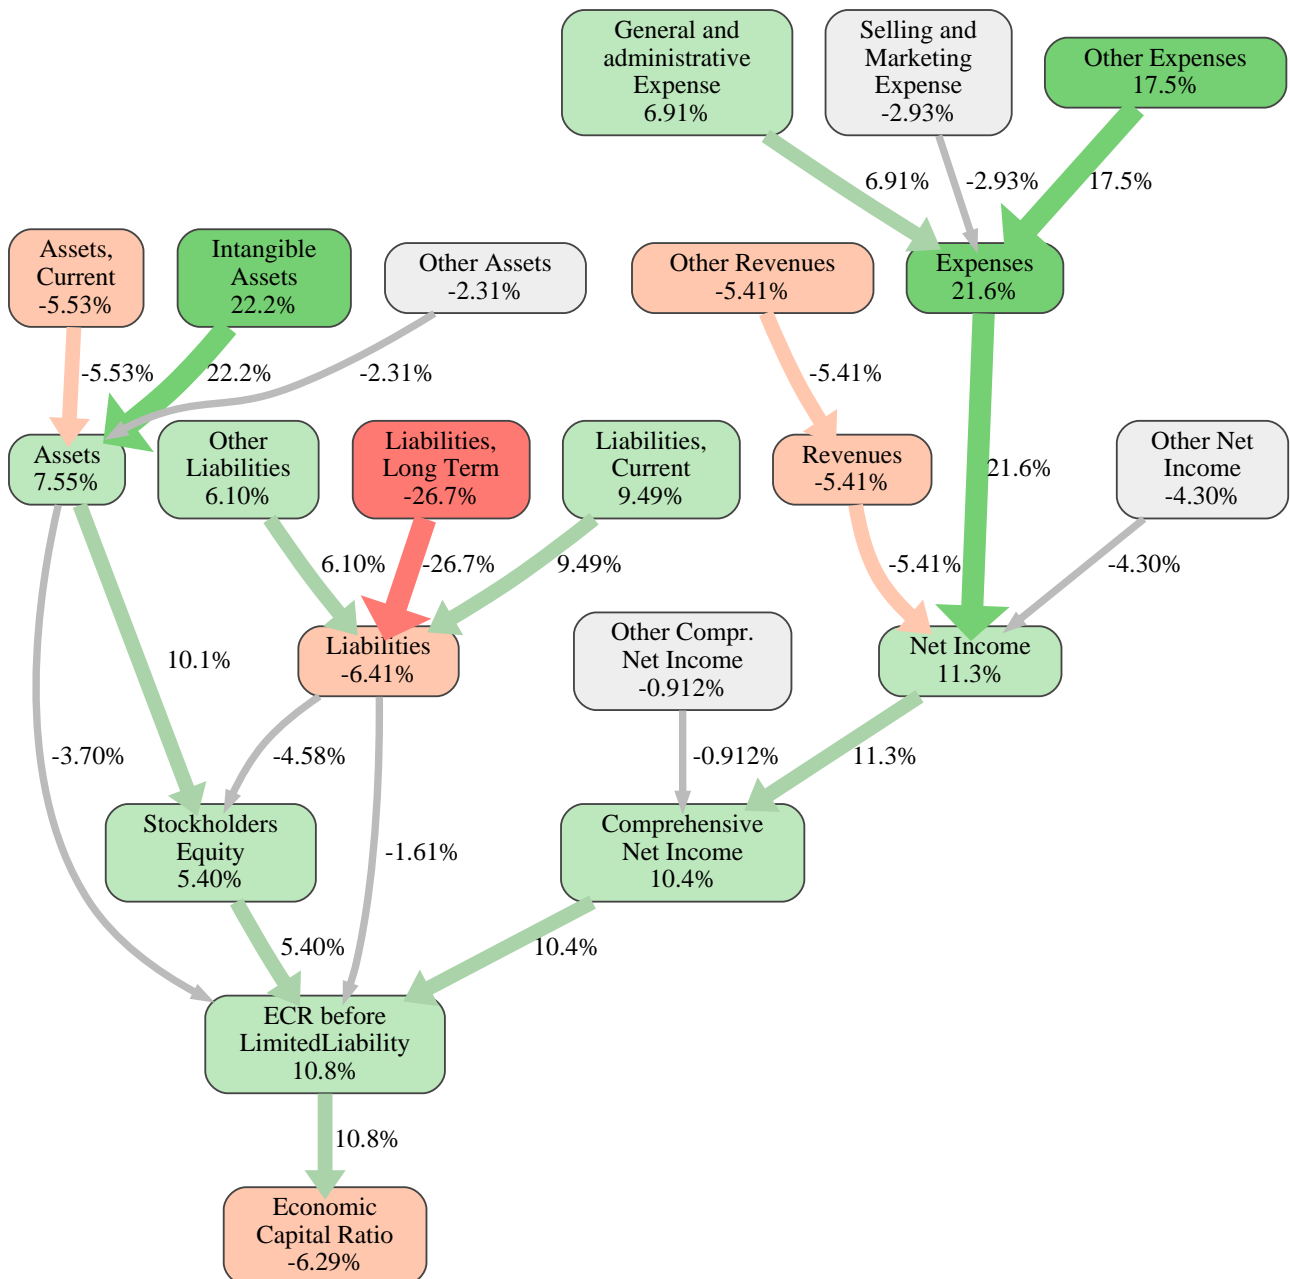 General and
administrative
Expense
6.91%
Selling and
Marketing
Expense
-2.93%
Other Expenses
17.5%
6.91%
-2.93%
17.5%
Assets,
Current
-5.53%
Intangible
Assets
22.2%
Other Assets
-2.31%
Other Revenues
-5.41%
Expenses
21.6%
-5.53%
22.2%
-2.31%
-5.41%
Assets
7.55%
Other
Liabilities
6.10%
Liabilities,
Long Term
-26.7%
Liabilities,
Current
9.49%
Revenues
-5.41%
21.6%
Other Net
Income
-4.30%
6.10%
-26.7%
9.49%
-5.41%
-4.30%
10.1%
Liabilities
-6.41%
Other Compr.
Net Income
-0.912%
Net Income
11.3%
-3.70%
-4.58%
-0.912%
11.3%
Stockholders
Equity
5.40%
-1.61%
Comprehensive
Net Income
10.4%
5.40%
10.4%
ECR before
LimitedLiability
10.8%
10.8%
Economic
Capital Ratio
-6.29%